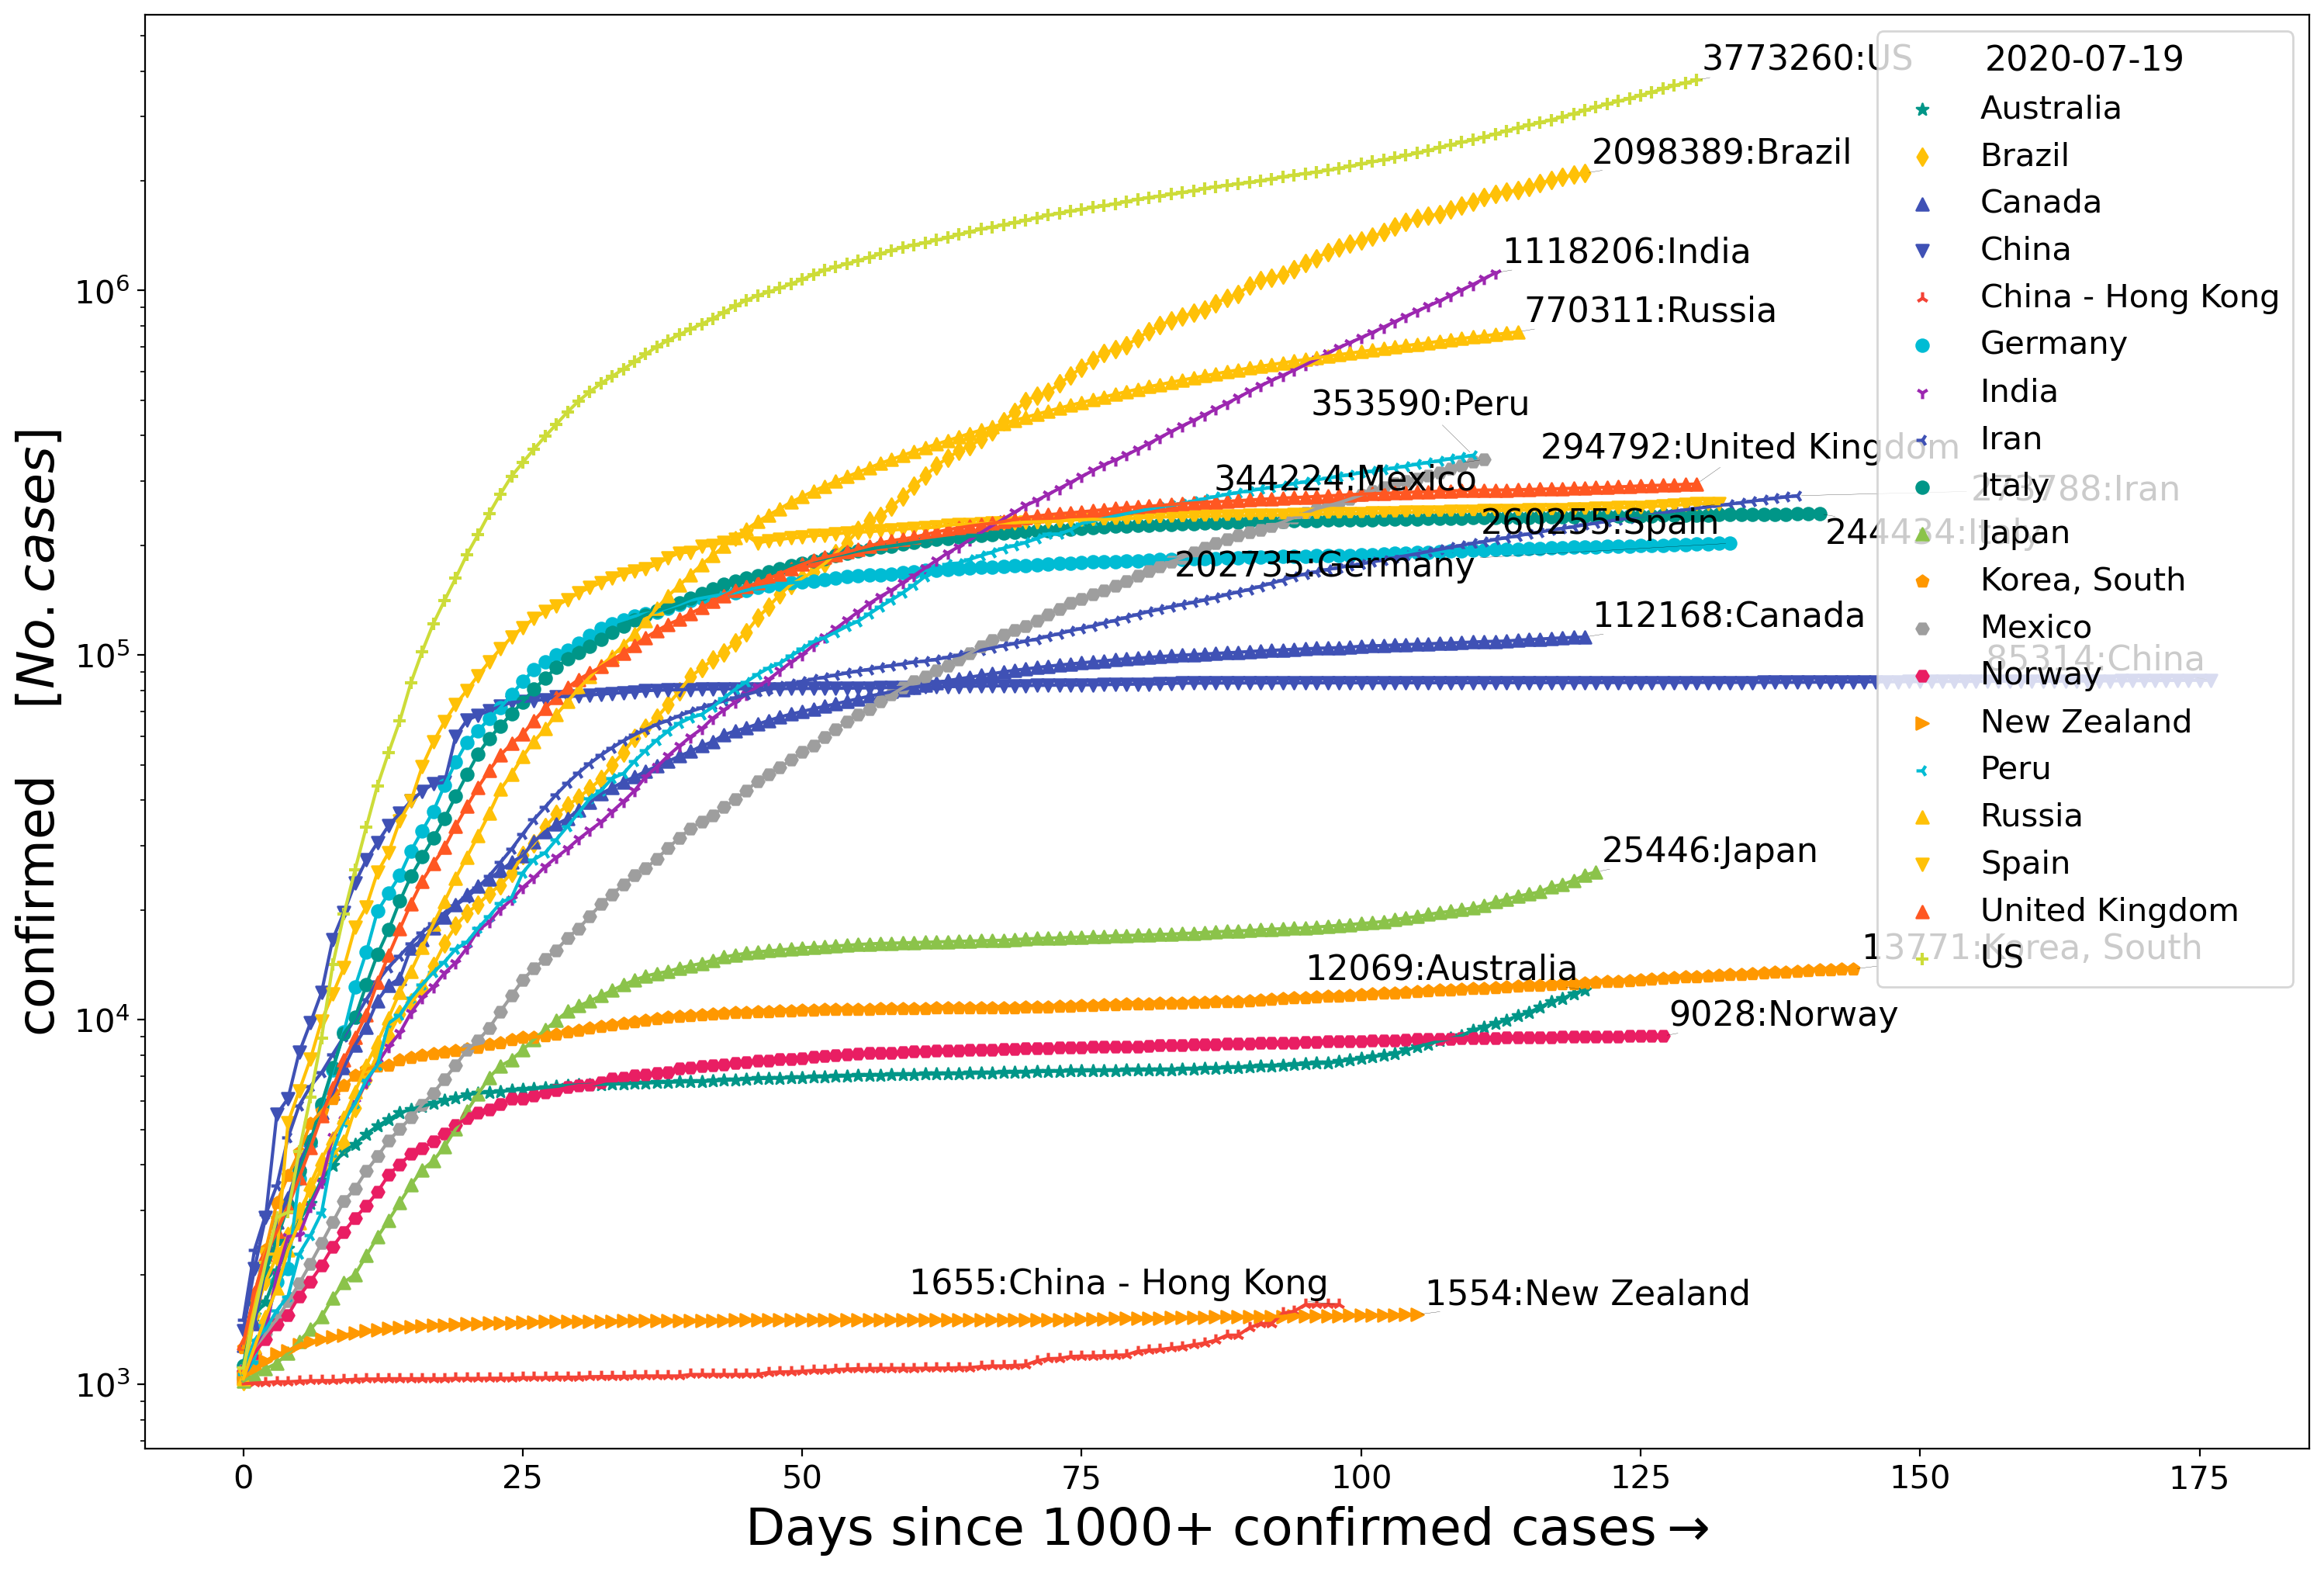 3773260:US
2098389:Brazil
1118206:India
770311:Russia
353590:Peru
294792:United Kingdom
344224:Mexico
273788:Iran
260255:Spain
244434:Italy
202735:Germany
112168:Canada
85314:China
25446:Japan
13771:Korea, South
12069:Australia
9028:Norway
1655:China - Hong Kong
1554:New Zealand
2020-07-19
Australia
Brazil
Canada
China
China - Hong Kong
Germany
India
Iran
Italy
Japan
Korea, South
Mexico
Norway
New Zealand
Peru
Russia
Spain
United Kingdom
US
confirmed [No. cases]
10⁶
10⁵
10⁴
10³
0 25 50 75 100 125 150 175
Days since 1000+ confirmed cases→